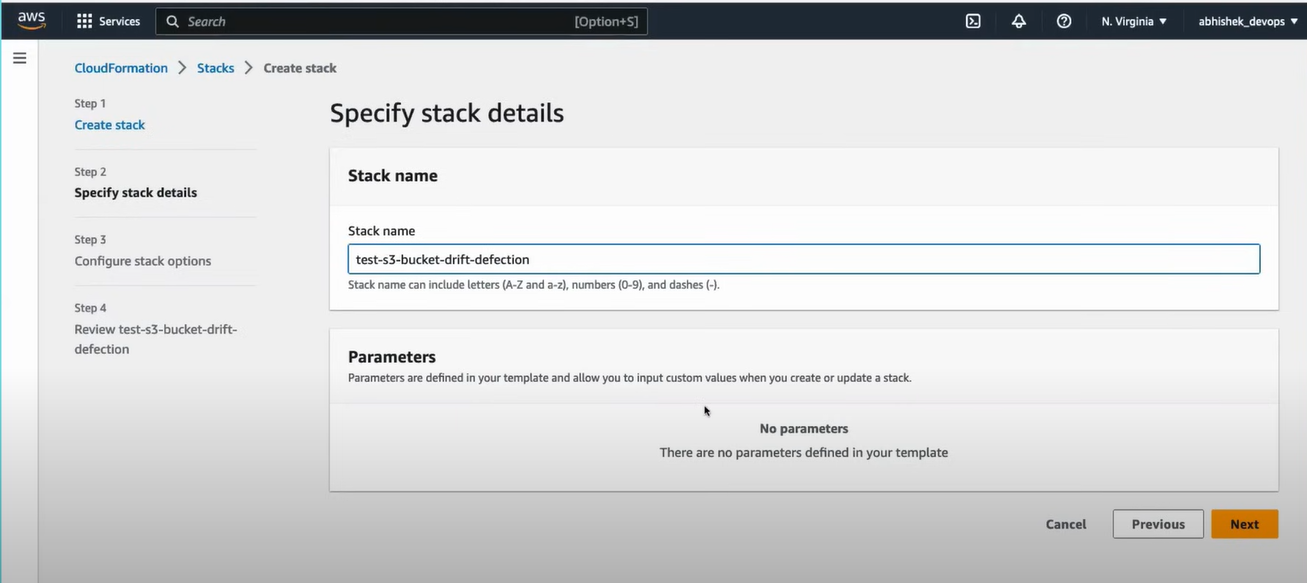 aws
Services
Search
[Option+S]
N. Virginia
abhishek_devops
CloudFormation
Stacks
Create stack
Step 1
Create stack
Step 2
Specify stack details
Step 3
Configure stack options
Step 4
Review test-s3-bucket-drift-
defection
Specify stack details
Stack name
Stack name
test-s3-bucket-drift-defection
Stack name can include letters (A-Z and a-z), numbers (0-9), and dashes (-).
Parameters
Parameters are defined in your template and allow you to input custom values when you create or update a stack.
No parameters
There are no parameters defined in your template
Cancel
Previous
Next